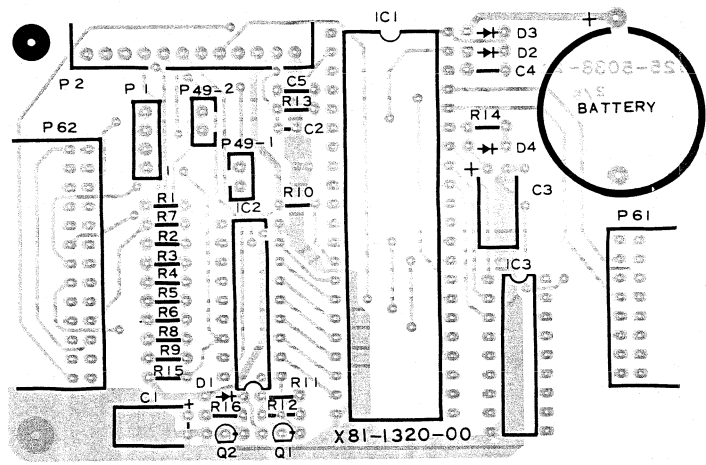 IC1
D3
D2
C4
+
BATTERY
P2
P1
P49-2
C5
R13
C2
R14
D4
P62
P49-1
+
C3
R10
R1
IC2
P61
R7
R2
R3
IC3
R4
R5
R6
R8
R9
R15
D1
R11
C1
+
R16
R12
X81-1320-00
Q2
Q1